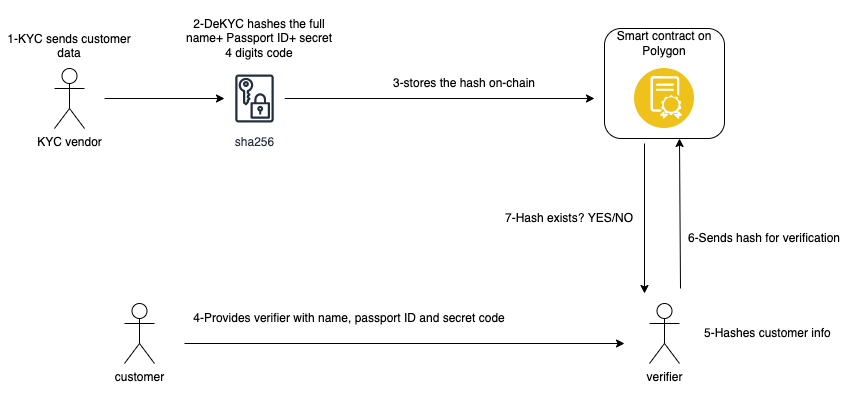 1-KYC sends customer
data
KYC vendor
2-DeKYC hashes the full
name+ Passport ID+ secret
4 digits code
sha256
3-stores the hash on-chain
Smart contract on
Polygon
7-Hash exists? YES/NO
6-Sends hash for verification
4-Provides verifier with name, passport ID and secret code
5-Hashes customer info
customer
verifier